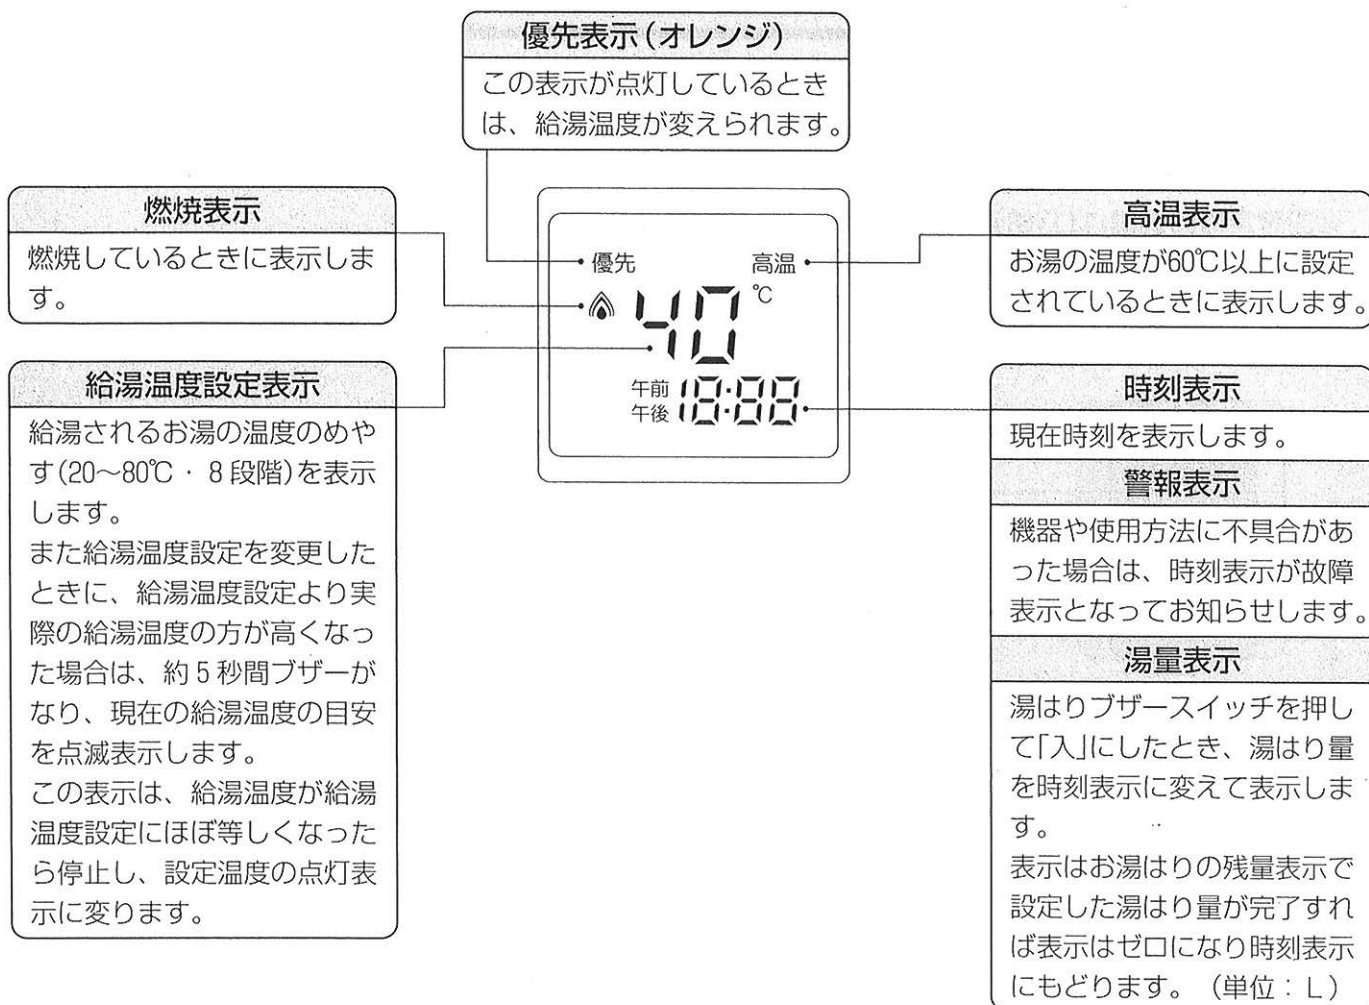 優先表示(オレンジ)
この表示が点灯しているとき
は、給湯温度が変えられます。
燃焼表示
燃焼しているときに表示しま
す。
給湯温度設定表示
給湯されるお湯の温度のめや
す(20〜80℃・8段階)を表示
します。
また給湯温度設定を変更した
ときに、給湯温度設定より実
際の給湯温度の方が高くなっ
た場合は、約5秒間ブザーが
なり、現在の給湯温度の目安
を点滅表示します。
この表示は、給湯温度が給湯
温度設定にほぼ等しくなった
ら停止し、設定温度の点灯表
示に変ります。
優先 高温
40℃
午前
午後 18:88
高温表示
お湯の温度が60℃以上に設定
されているときに表示します。
時刻表示
現在時刻を表示します。
警報表示
機器や使用方法に不具合があ
った場合は、時刻表示が故障
表示となってお知らせします。
湯量表示
湯はりブザースイッチを押し
て「入」にしたとき、湯はり量
を時刻表示に変えて表示しま
す。
表示はお湯はりの残量表示で
設定した湯はり量が完了すれ
ば表示はゼロになり時刻表示
にもどります。(単位:L)